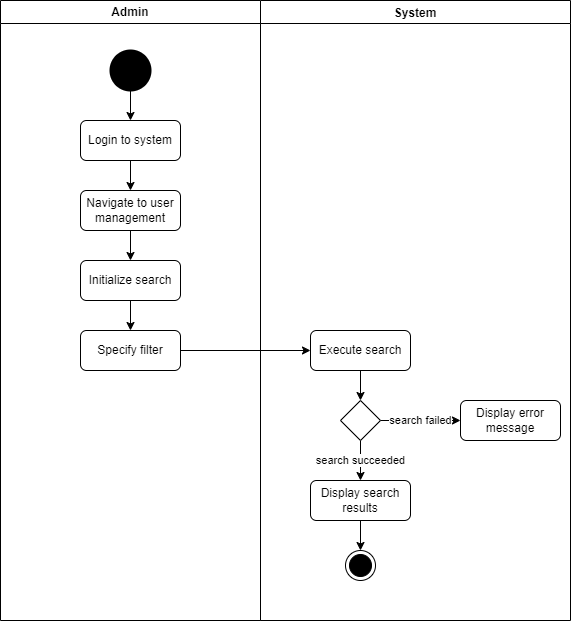 Admin
System
Login to system
Navigate to user
management
Initialize search
Specify filter
Execute search
search failed
Display error
message
search succeeded
Display search
results